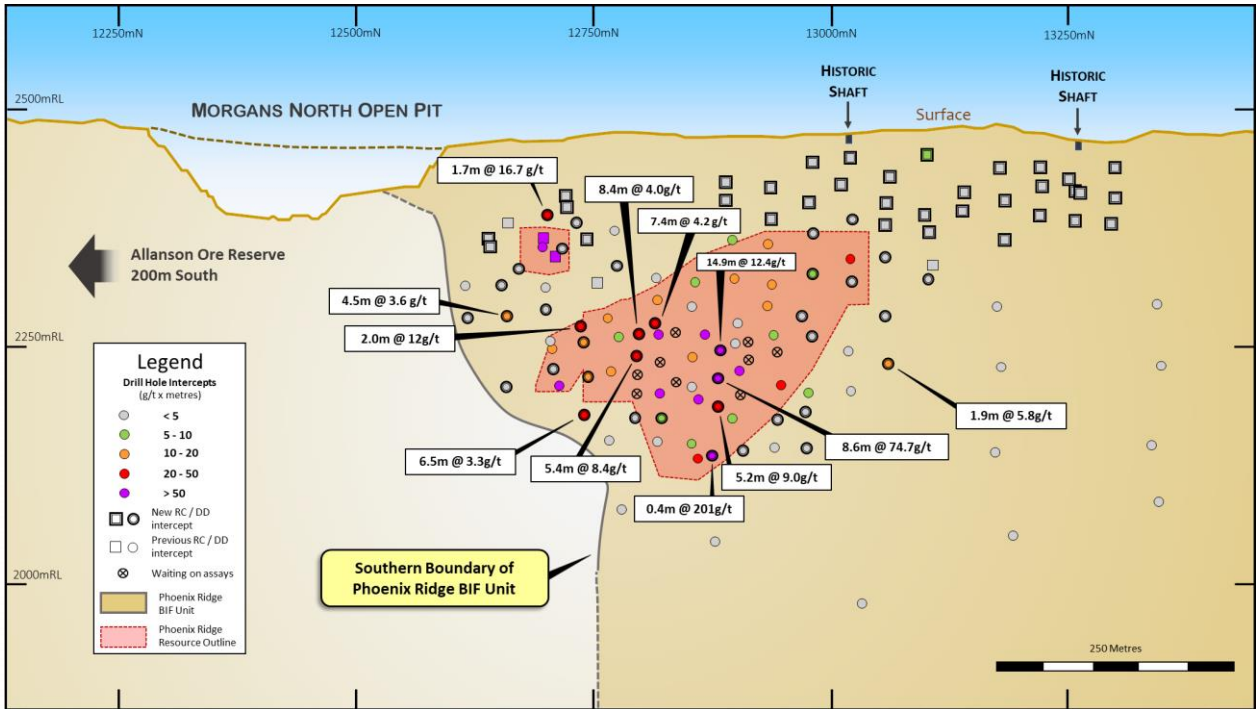 12250mN
12500mN
12750mN
13000mN
13250mN
HISTORIC
SHAFT
HISTORIC
SHAFT
2500mRL
MORGANS NORTH OPEN PIT
Surface
1.7m @ 16.7 g/t
8.4m @ 4.0g/t
7.4m @ 4.2 g/t
Allanson Ore Reserve
200m South
14.9m @ 12.4g/t
4.5m @ 3.6 g/t
2.0m @ 12g/t
2250mRL
Legend
Drill Hole Intercepts
(g/t x metres)
< 5
5 - 10
10 - 20
20 - 50
> 50
New RC / DD
intercept
Previous RC / DD
intercept
Waiting on assays
Phoenix Ridge
BIF Unit
Phoenix Ridge
Resource Outline
1.9m @ 5.8g/t
8.6m @ 74.7g/t
6.5m @ 3.3g/t
5.4m @ 8.4g/t
5.2m @ 9.0g/t
0.4m @ 201g/t
Southern Boundary of
Phoenix Ridge BIF Unit
2000mRL
250 Metres